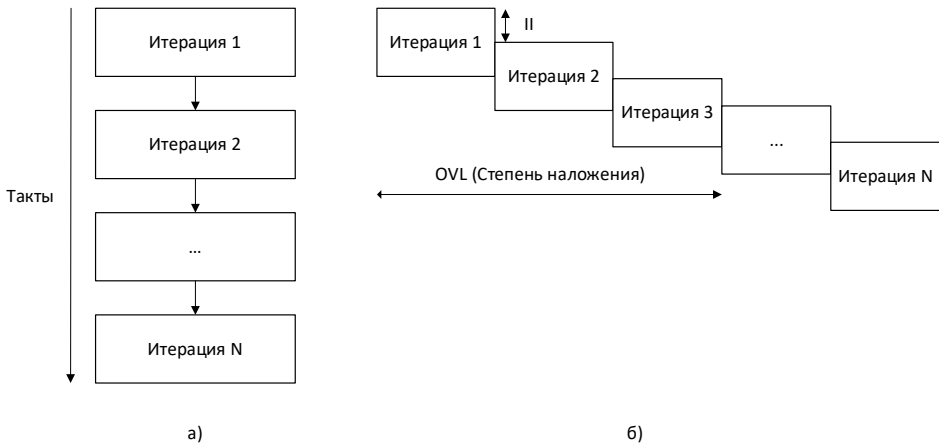 Такты
Итерация 1
Итерация 2
...
Итерация N
а)
Итерация 1
II
Итерация 2
Итерация 3
...
Итерация N
OVL (Степень наложения)
б)